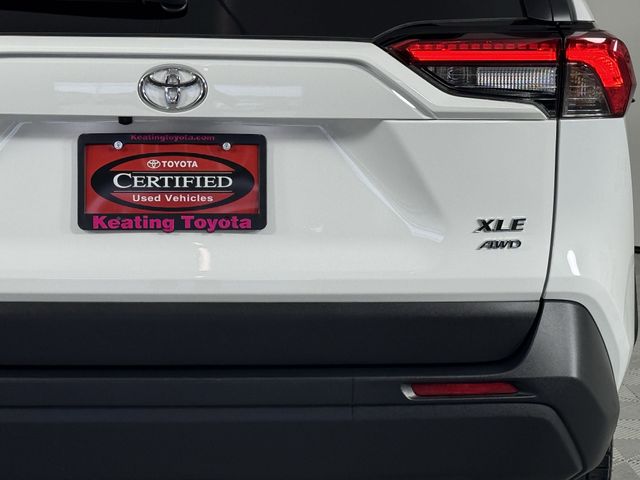 Keatingtoyota.com
TOYOTA
CERTIFIED
Used Vehicles
Keating Toyota
XLE
AWD